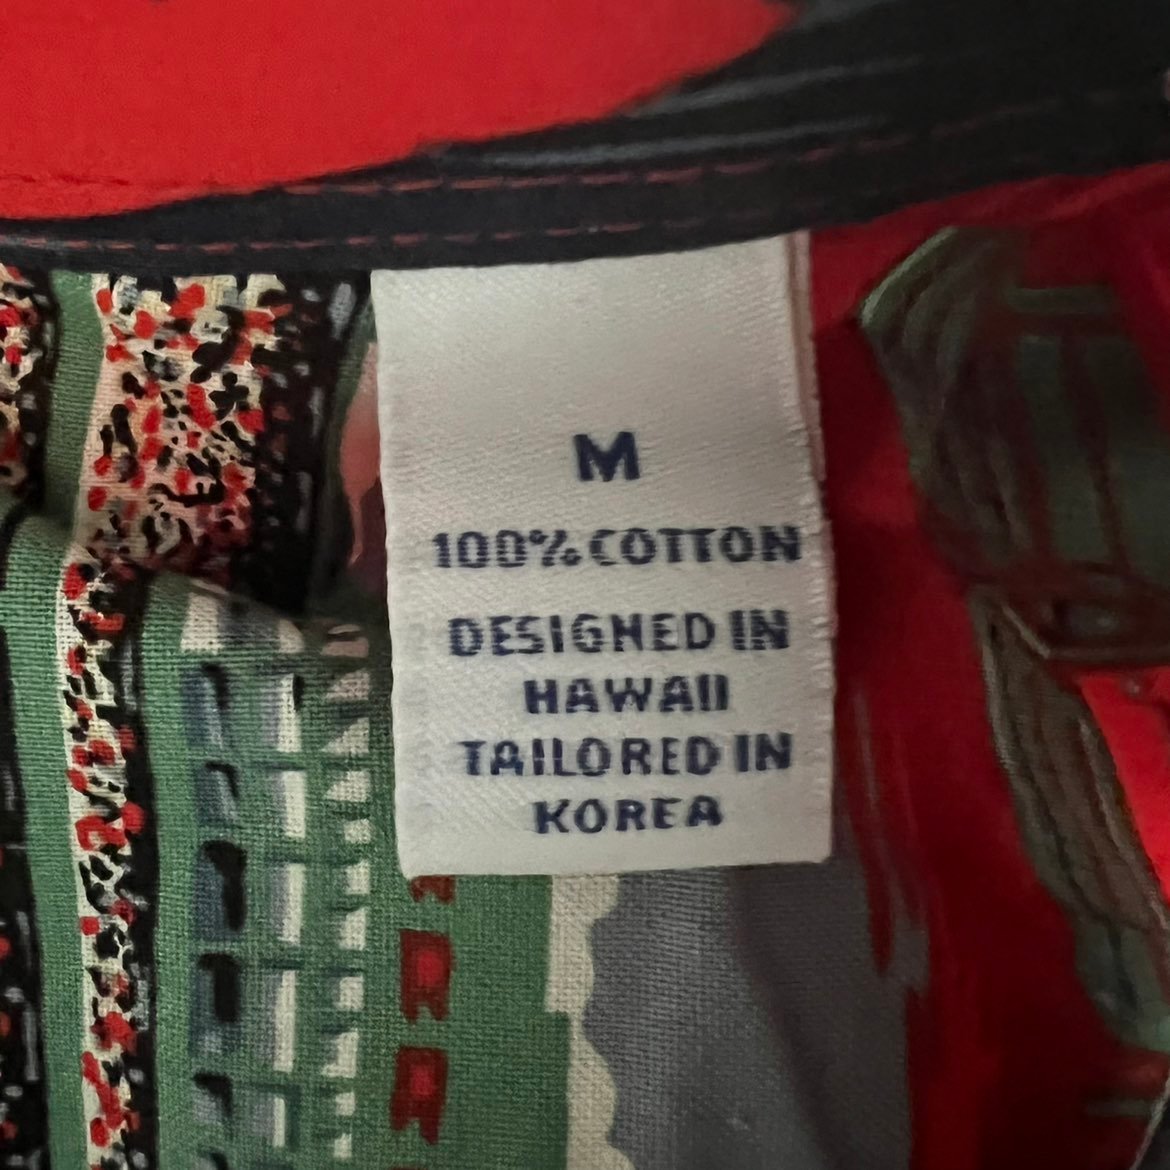 M
100% COTTON
DESIGNED IN
HAWAII
TAILORED IN
KOREA